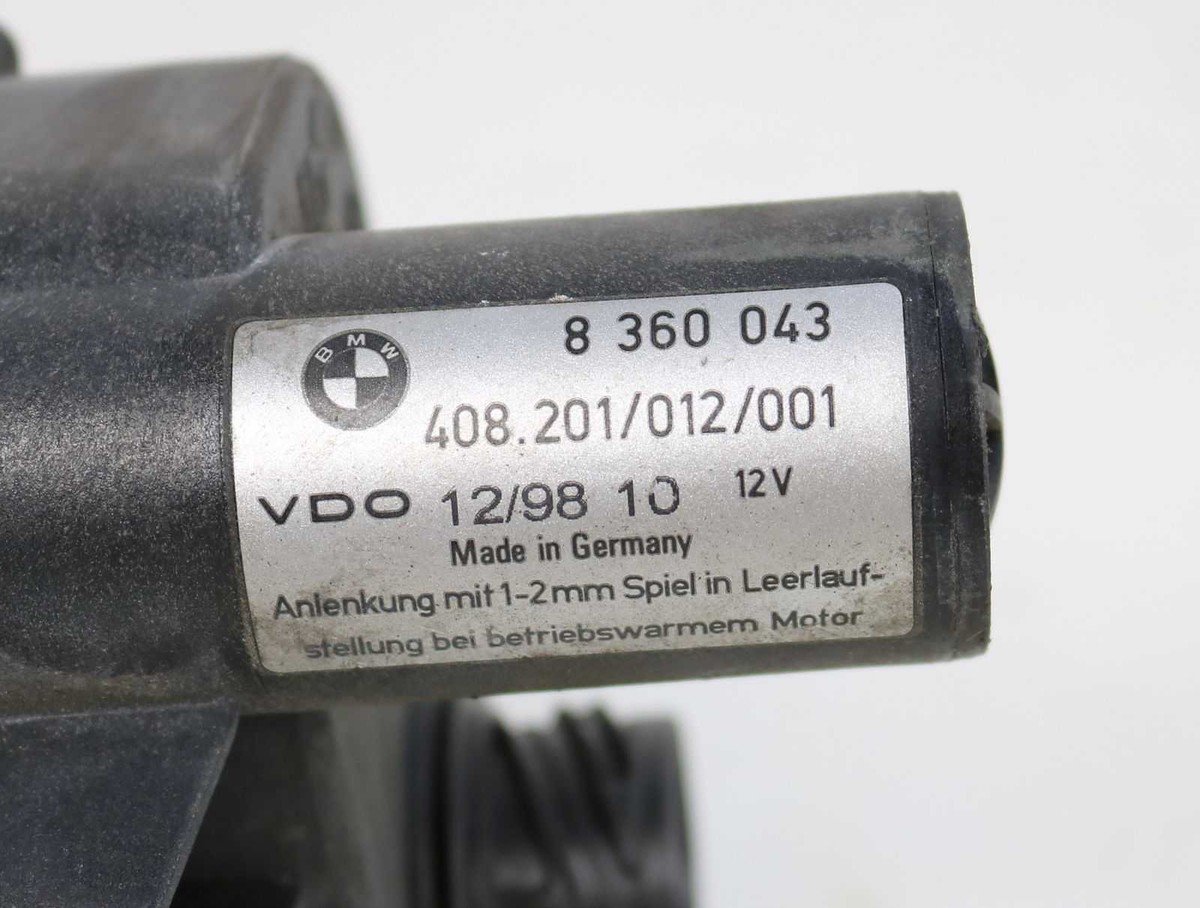 BMW
8 360 043
408.201/012/001
VDO 12/98 10 12V
Made in Germany
Anlenkung mit 1-2mm Spiel in Leerlauf-
stellung bei betriebswarmem Motor